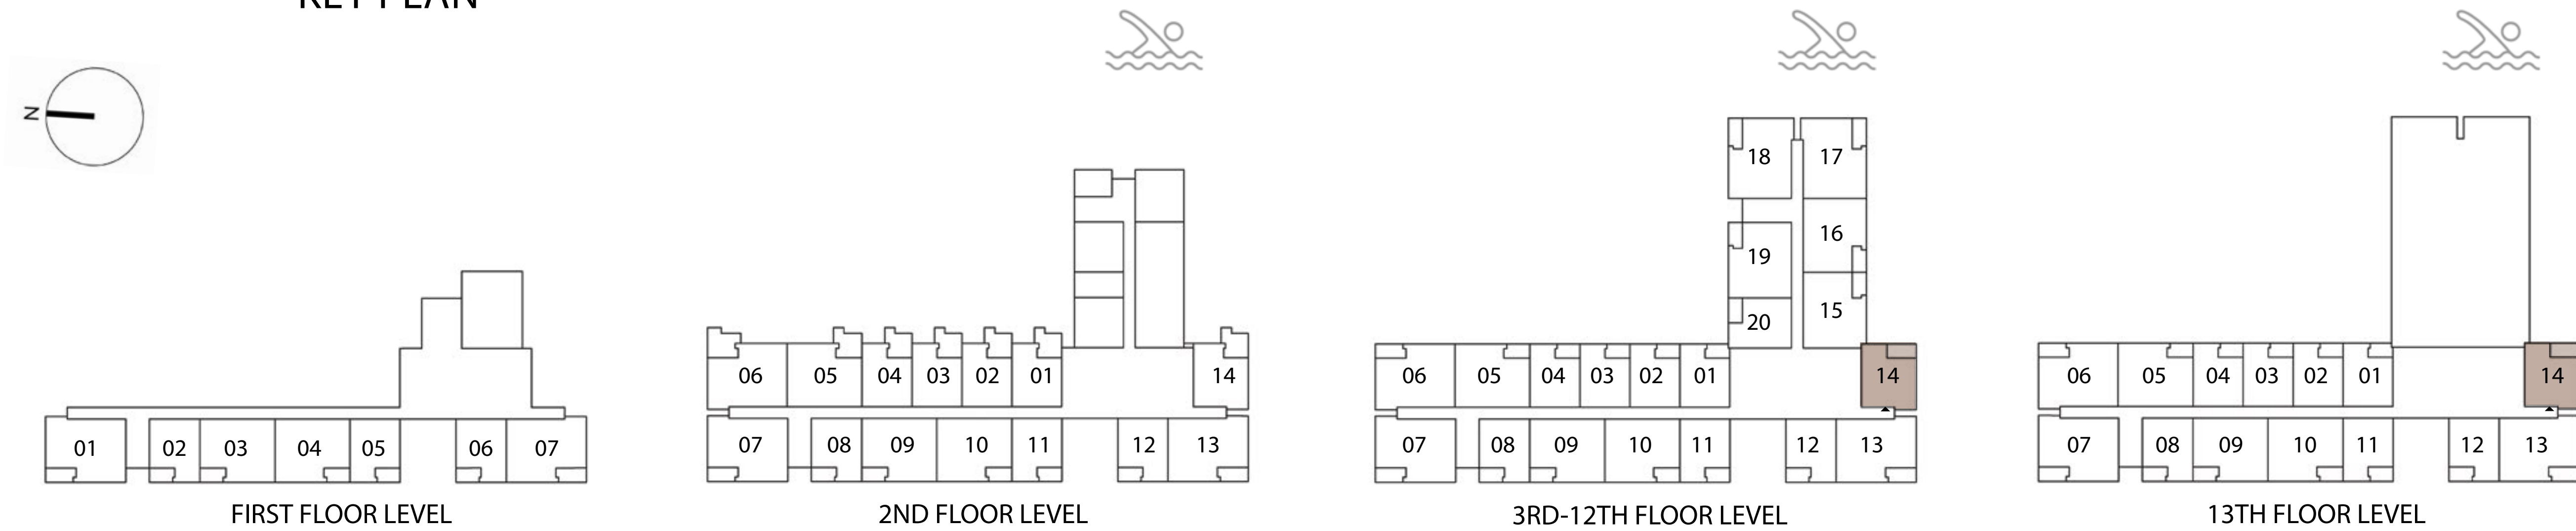 KEY PLAN
N
18 17
16
19
15
20
06 05 04 03 02 01 14
06 05 04 03 02 01 14
06 05 04 03 02 01 14
01 02 03 04 05 06 07
07 08 09 10 11 12 13
07 08 09 10 11 12 13
07 08 09 10 11 12 13
FIRST FLOOR LEVEL
2ND FLOOR LEVEL
3RD-12TH FLOOR LEVEL
13TH FLOOR LEVEL